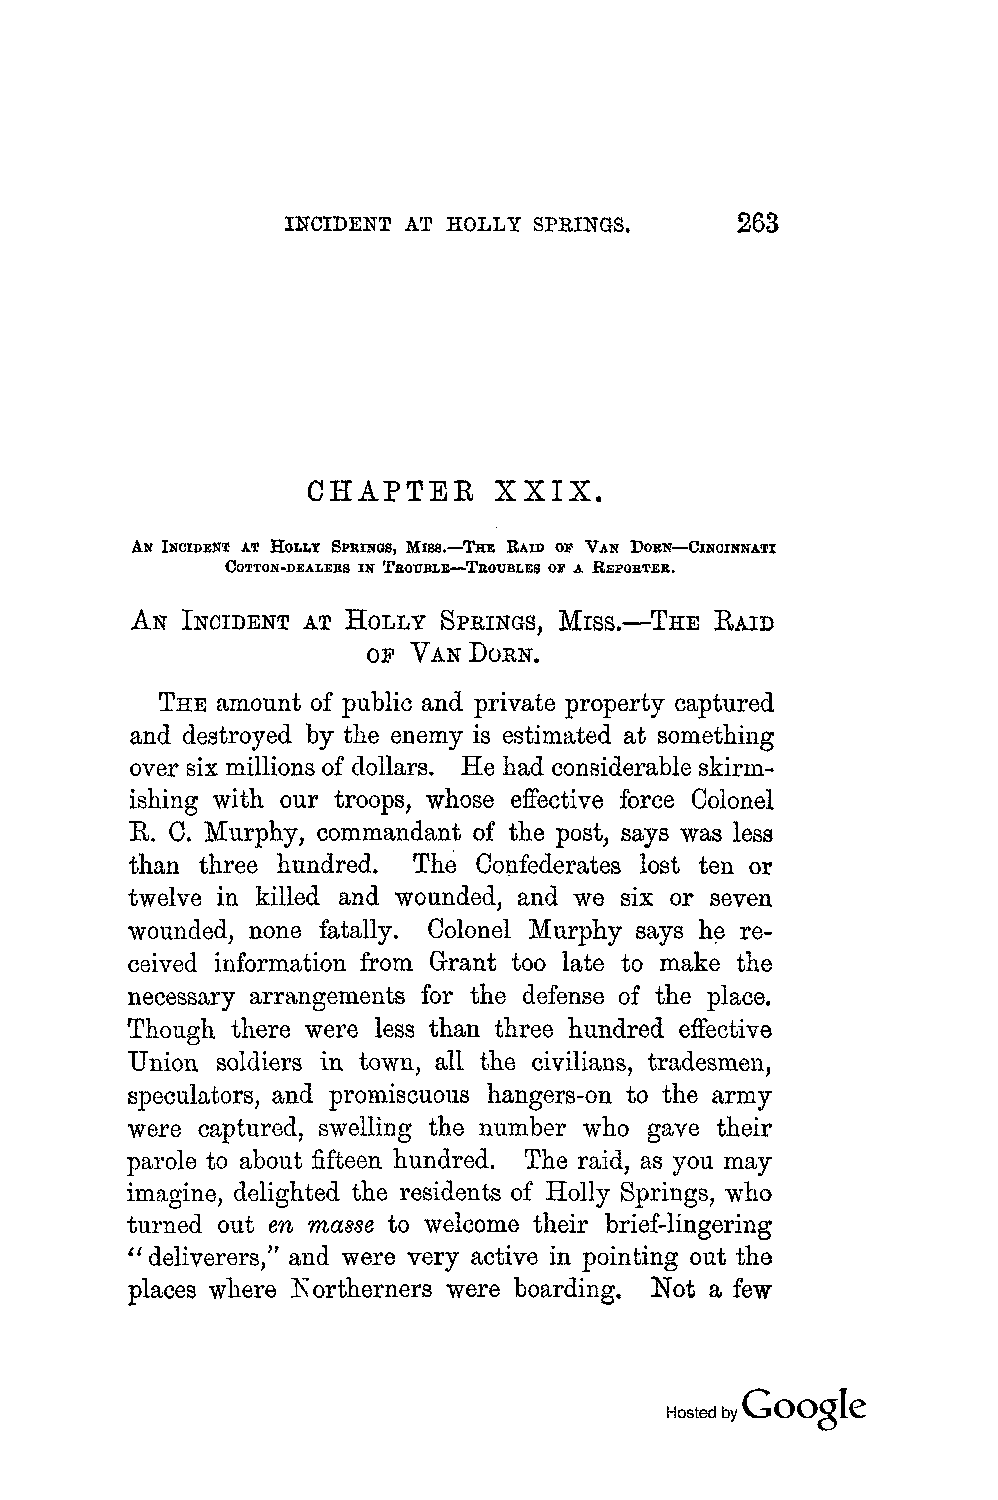 INCIDENT AT HOLLY SPRINGS. 263
CHAPTER XXIX.
AN INCIDENT AT HOLLY SPRINGS, MISS.—THE RAID OF VAN DORN—CINCINNATI
COTTON-DEALERS IN TROUBLE—TROUBLES OF A REPORTER.
AN INCIDENT AT HOLLY SPRINGS, MISS.—THE RAID
OF VAN DORN.
THE amount of public and private property captured
and destroyed by the enemy is estimated at something
over six millions of dollars. He had considerable skirm-
ishing with our troops, whose effective force Colonel
R. C. Murphy, commandant of the post, says was less
than three hundred. The Confederates lost ten or
twelve in killed and wounded, and we six or seven
wounded, none fatally. Colonel Murphy says he re-
ceived information from Grant too late to make the
necessary arrangements for the defense of the place.
Though there were less than three hundred effective
Union soldiers in town, all the civilians, tradesmen,
speculators, and promiscuous hangers-on to the army
were captured, swelling the number who gave their
parole to about fifteen hundred. The raid, as you may
imagine, delighted the residents of Holly Springs, who
turned out en masse to welcome their brief-lingering
"deliverers," and were very active in pointing out the
places where Northerners were boarding. Not a few
Hosted by Google